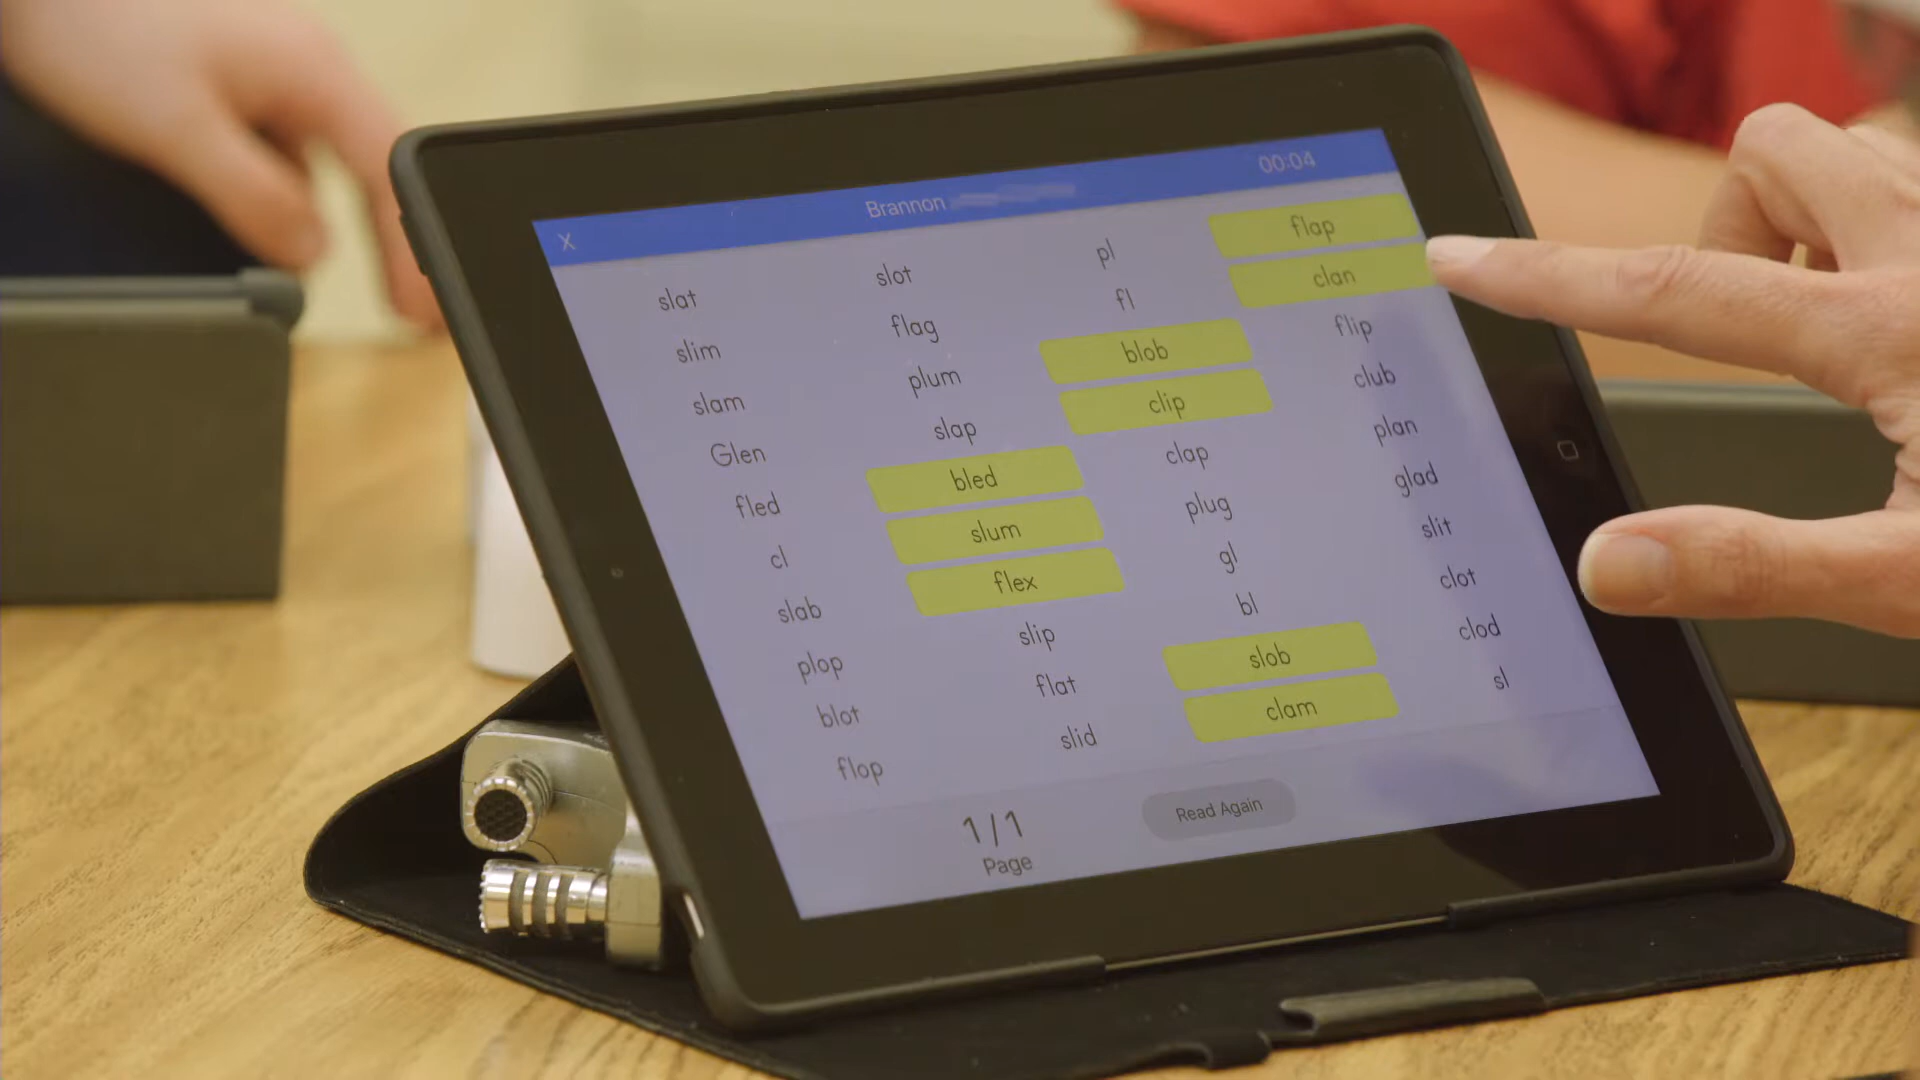 X Brannon 00:04
slat slot pl flap
slim flag fl clan
slam plum blob flip
Glen slap clip club
fled bled clap plan
cl slum plug glad
slab flex gl slit
plop slip bl clot
blot flat slob clod
flop slid clam sl
1/1 Read Again
Page